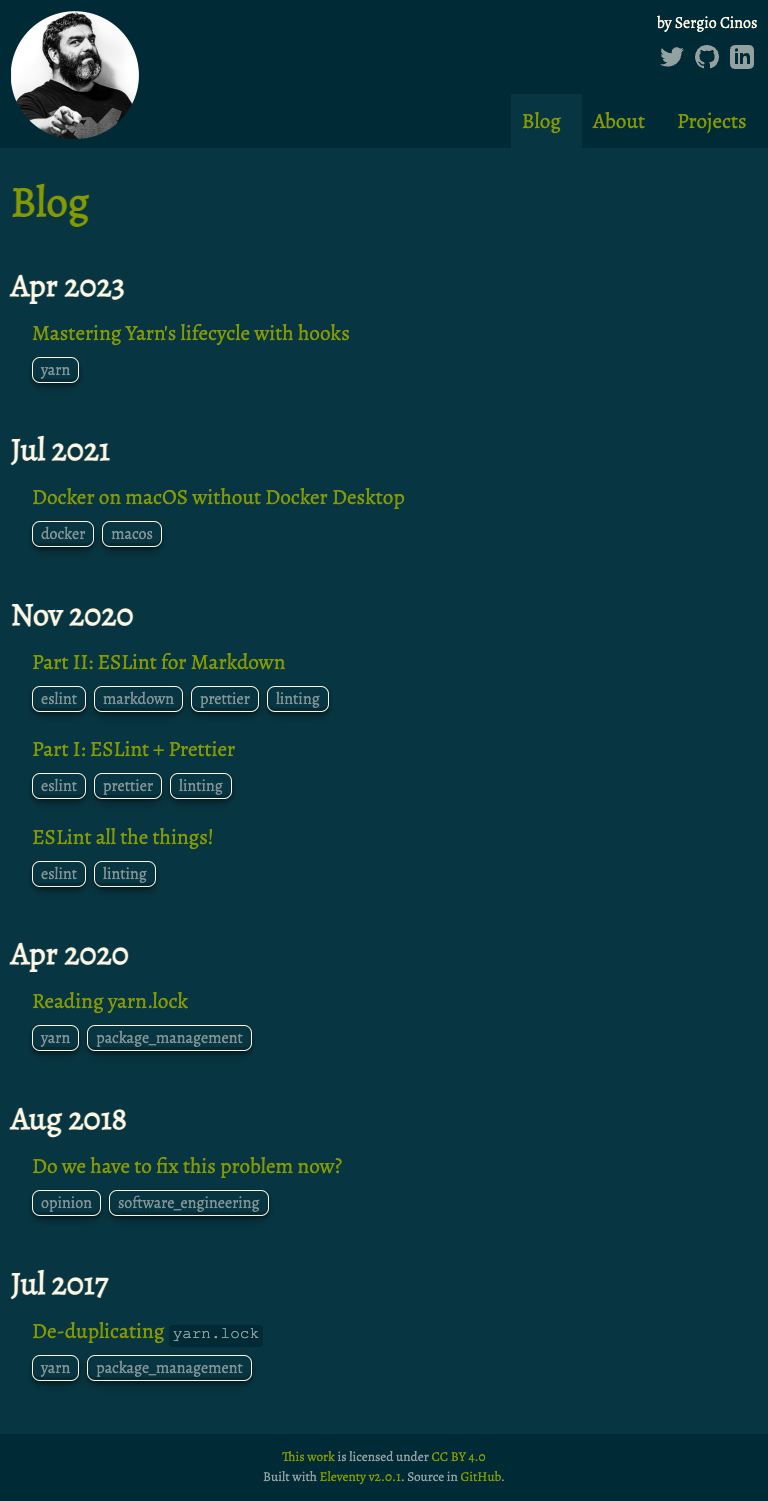 by Sergio Cinos
Blog About Projects
Blog
Apr 2023
Mastering Yarn's lifecycle with hooks
yarn
Jul 2021
Docker on macOS without Docker Desktop
docker macos
Nov 2020
Part II: ESLint for Markdown
eslint markdown prettier linting
Part I: ESLint + Prettier
eslint prettier linting
ESLint all the things!
eslint linting
Apr 2020
Reading yarn.lock
yarn package_management
Aug 2018
Do we have to fix this problem now?
opinion software_engineering
Jul 2017
De-duplicating yarn.lock
yarn package_management
This work is licensed under CC BY 4.0
Built with Eleventy v2.0.1. Source in GitHub.